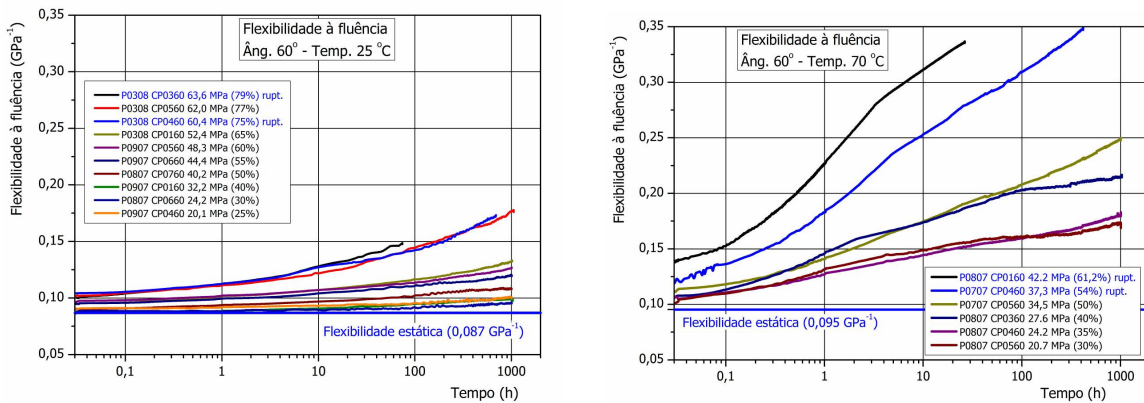 Flexibilidade à fluência (GPa⁻¹)
0,35
0,30
0,25
0,20
0,15
0,10
0,05
Flexibilidade à fluência
Âng. 60° - Temp. 25 °C
P0308 CP0360 63,6 MPa (79%) rupt.
P0308 CP0560 62,0 MPa (77%)
P0308 CP0460 60,4 MPa (75%) rupt.
P0308 CP0160 52,4 MPa (65%)
P0907 CP0560 48,3 MPa (60%)
P0907 CP0660 44,4 MPa (55%)
P0807 CP0760 40,2 MPa (50%)
P0907 CP0160 32,2 MPa (40%)
P0807 CP0660 24,2 MPa (30%)
P0907 CP0460 20,1 MPa (25%)
Flexibilidade estática (0,087 GPa⁻¹)
0,1 1 10 100 1000
Tempo (h)
Flexibilidade à fluência (GPa⁻¹)
0,35
0,30
0,25
0,20
0,15
0,10
0,05
Flexibilidade à fluência
Âng. 60° - Temp. 70 °C
P0807 CP0160 42.2 MPa (61,2%) rupt.
P0707 CP0460 37,3 MPa (54%) rupt.
P0707 CP0560 34,5 MPa (50%)
P0807 CP0360 27.6 MPa (40%)
P0807 CP0460 24.2 MPa (35%)
P0807 CP0560 20.7 MPa (30%)
Flexibilidade estática (0,095 GPa⁻¹)
0,1 1 10 100 1000
Tempo (h)